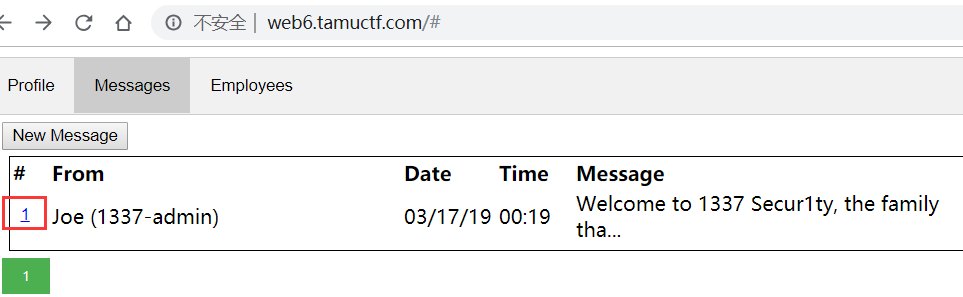 不安全 | web6.tamuctf.com/#
Profile Messages Employees
New Message
# From Date Time Message
1 Joe (1337-admin) 03/17/19 00:19 Welcome to 1337 Secur1ty, the family
tha...
1